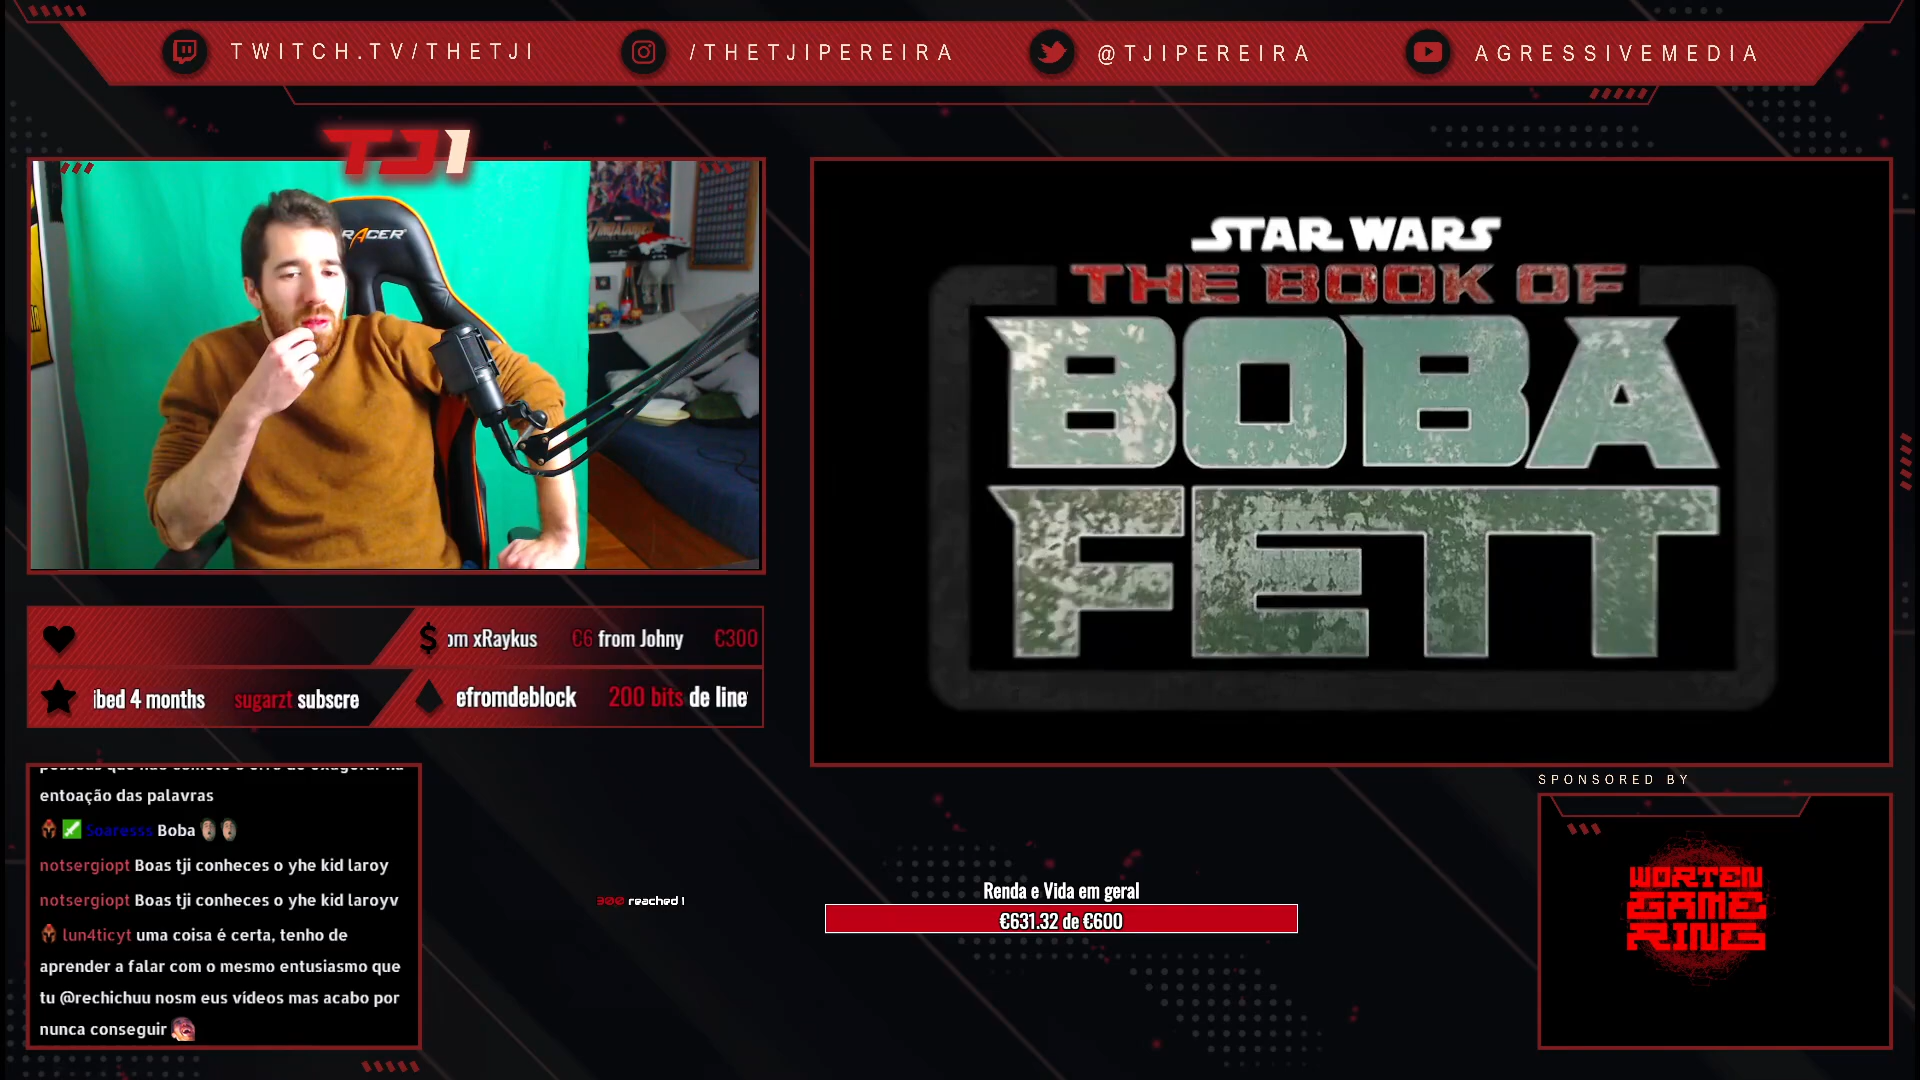 TWITCH.TV/THETJI
/THETJIPEREIRA
@TJIPEREIRA
AGRESSIVEMEDIA
TJI
RACER
STAR WARS
THE BOOK OF
BOBA
FETT
om xRaykus €6 from Johny €300
ibed 4 months sugarzt subscre
efromdeblock 200 bits de line
entoação das palavras
Soaresss Boba
notsergiopt Boas tji conheces o yhe kid laroy
notsergiopt Boas tji conheces o yhe kid laroyv
lun4ticyt uma coisa é certa, tenho de
aprender a falar com o mesmo entusiasmo que
tu @rechichuu nosm eus vídeos mas acabo por
nunca conseguir
300 reached!
Renda e Vida em geral
€631.32 de €600
SPONSORED BY
WORTEN
GAME
RING